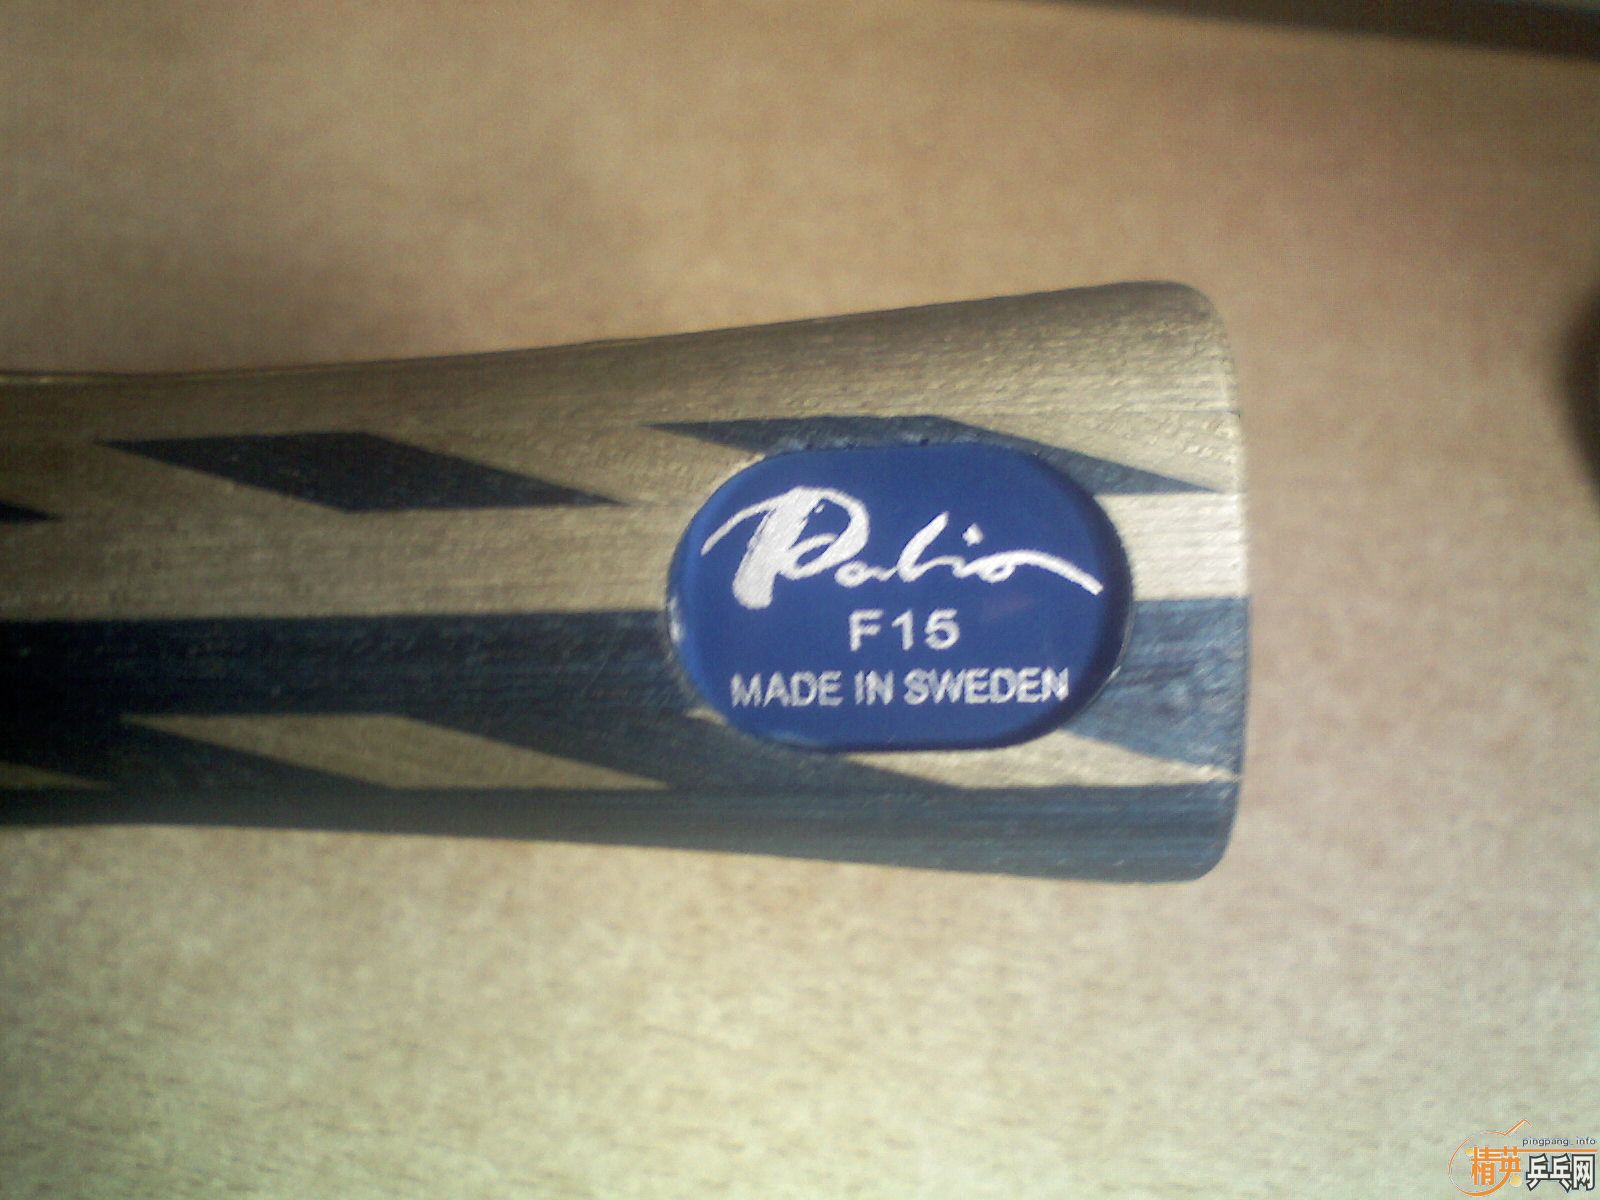 Palio
F15
MADE IN SWEDEN
pingpang_info
精英乒乓网